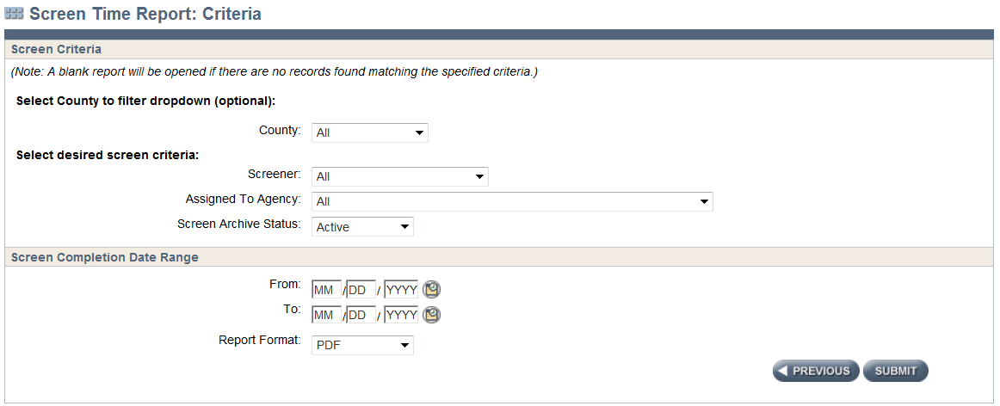 Screen Time Report: Criteria
Screen Criteria
(Note: A blank report will be opened if there are no records found matching the specified criteria.)
Select County to filter dropdown (optional):
County: All
Select desired screen criteria:
Screener: All
Assigned To Agency: All
Screen Archive Status: Active
Screen Completion Date Range
From: MM / DD / YYYY
To: MM / DD / YYYY
Report Format: PDF
PREVIOUS SUBMIT